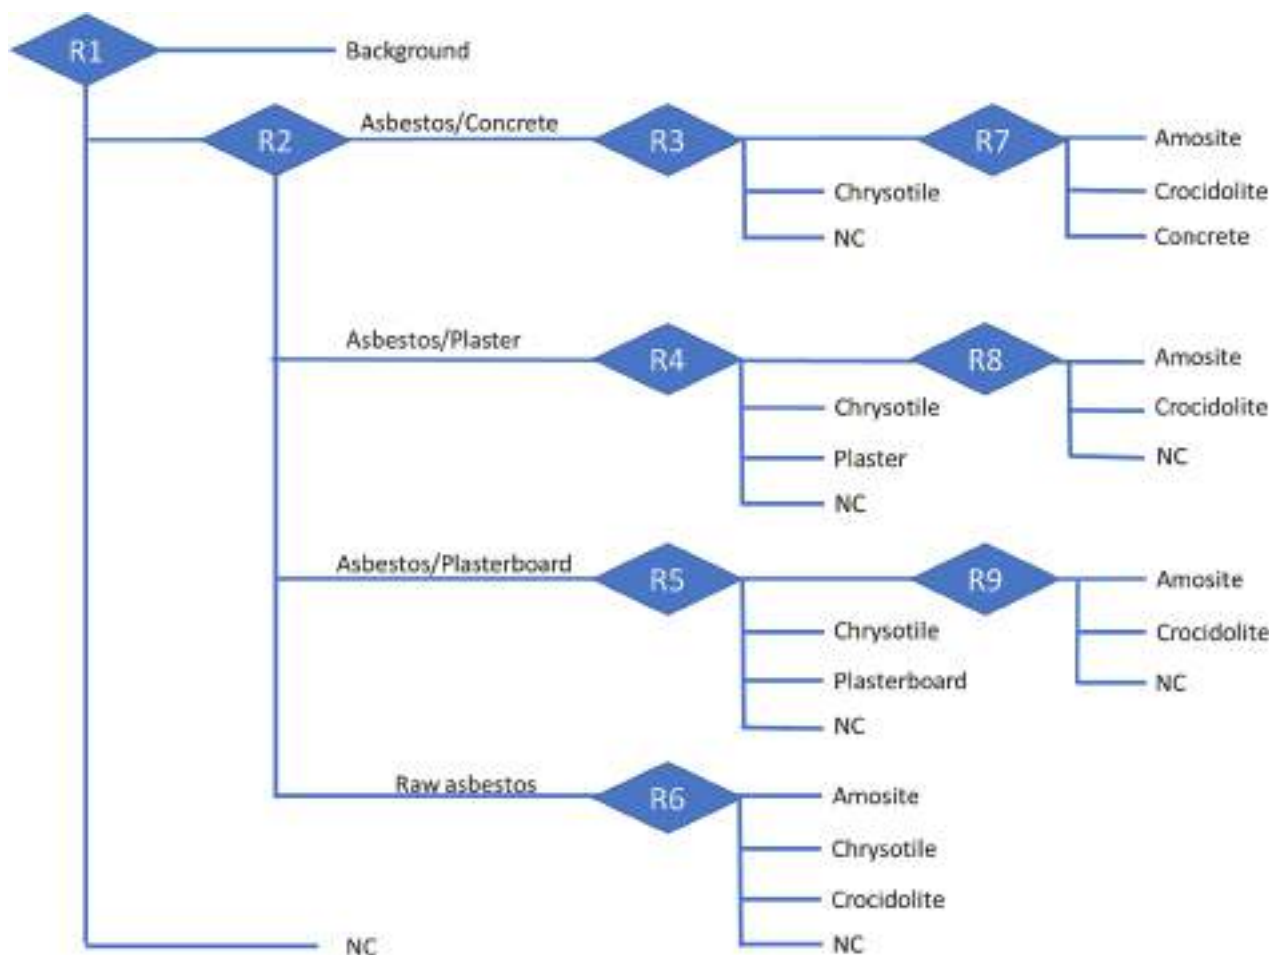 R1
Background
R2
Asbestos/Concrete
R3
R7
Amosite
Chrysotile
Crocidolite
NC
Concrete
Asbestos/Plaster
R4
R8
Amosite
Chrysotile
Crocidolite
Plaster
NC
NC
Asbestos/Plasterboard
R5
R9
Amosite
Chrysotile
Crocidolite
Plasterboard
NC
NC
Raw asbestos
R6
Amosite
Chrysotile
Crocidolite
NC
NC